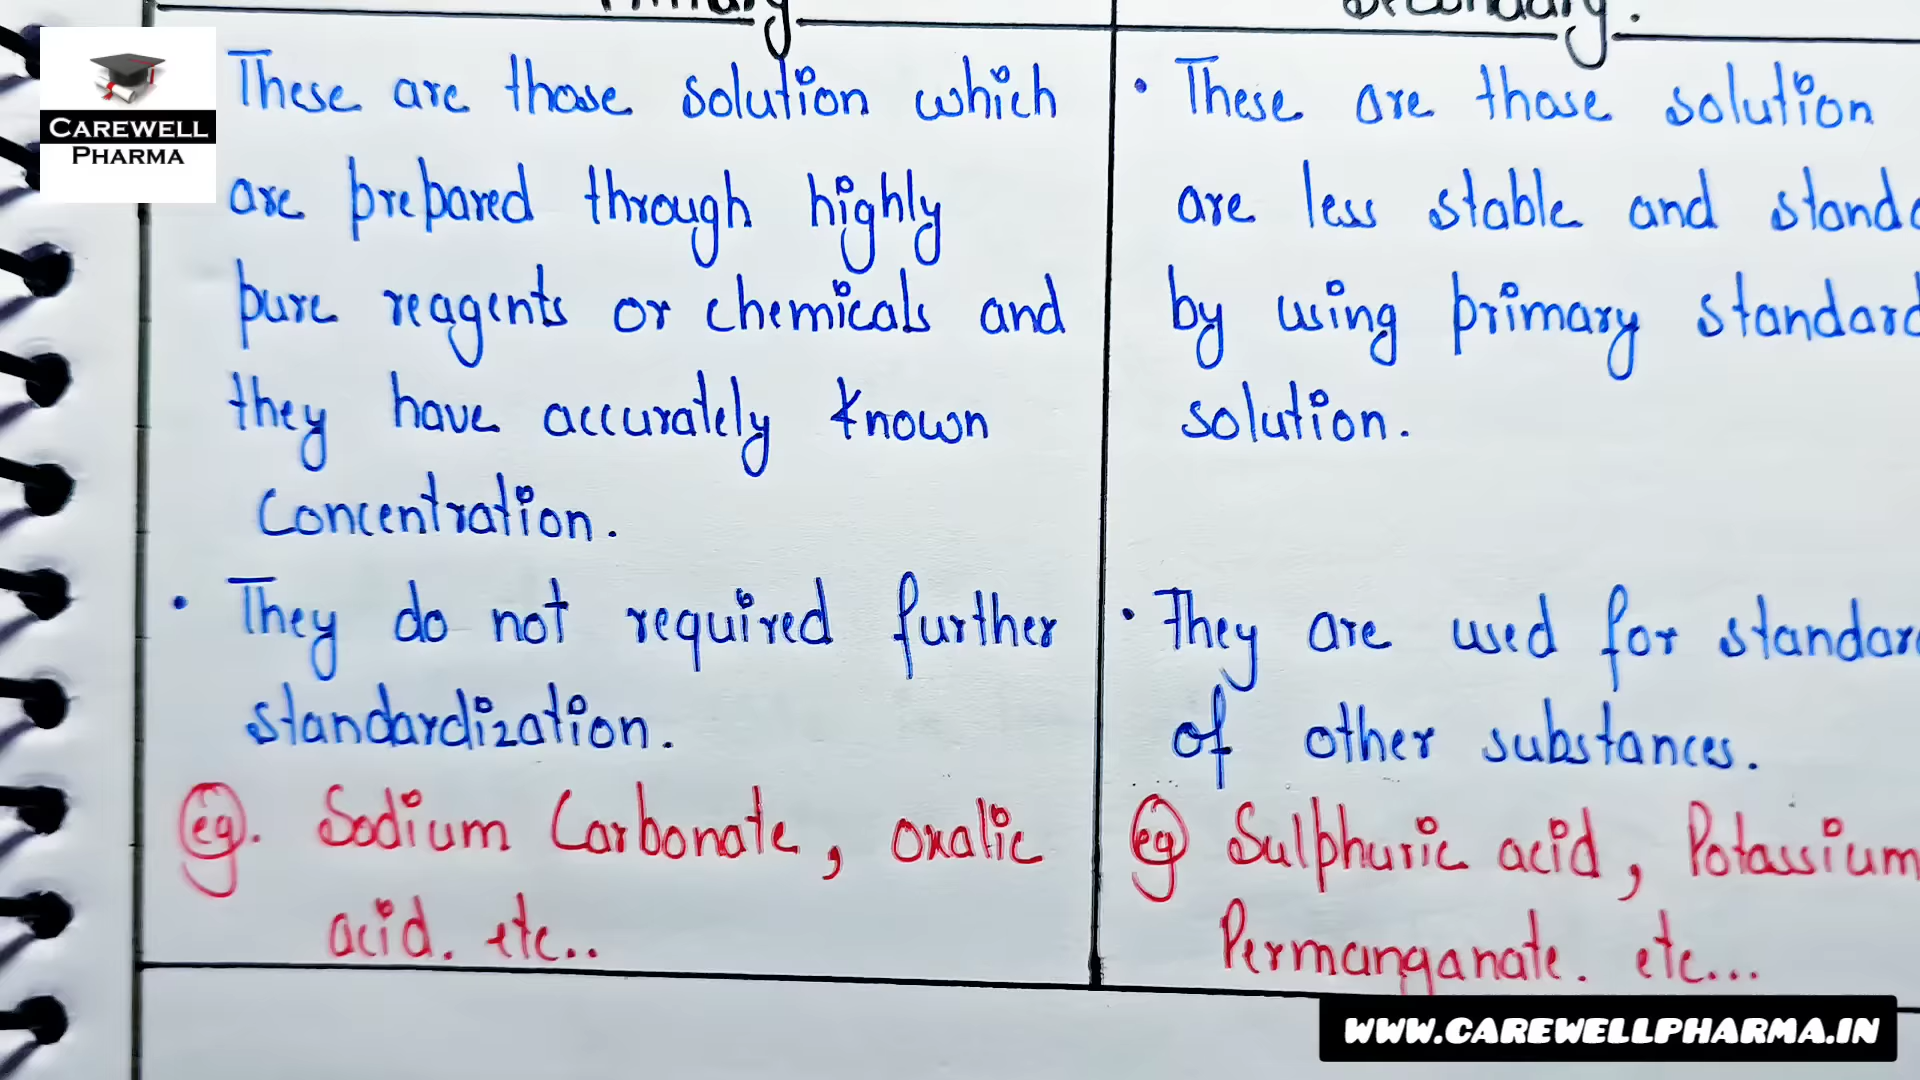 Primary
Secondary.
CAREWELL
PHARMA
These are those solution which
are prepared through highly
pure reagents or chemicals and
they have accurately known
Concentration.
• They do not required further
standardization.
eg. Sodium Carbonate, oxalic
acid. etc..
• These are those solution
are less stable and
by using primary standard
solution.
• They are used for
of other substances.
eg Sulphuric acid, Potassium
Permanganate. etc...
WWW.CAREWELLPHARMA.IN